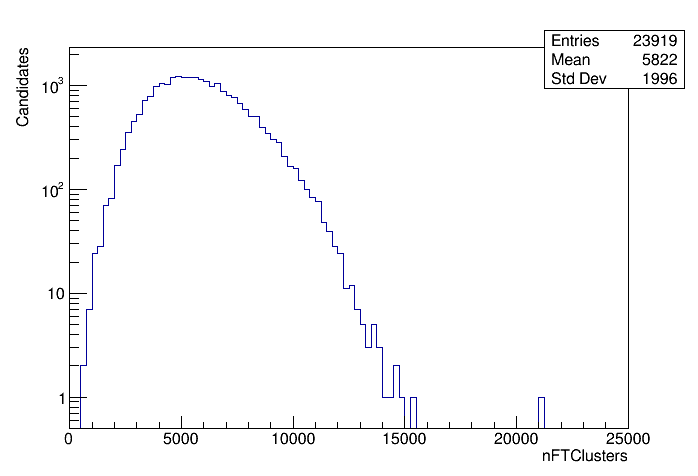 Entries 23919
Mean 5822
Std Dev 1996
Candidates
10³
10²
10
1
0 5000 10000 15000 20000 25000
nFTClusters